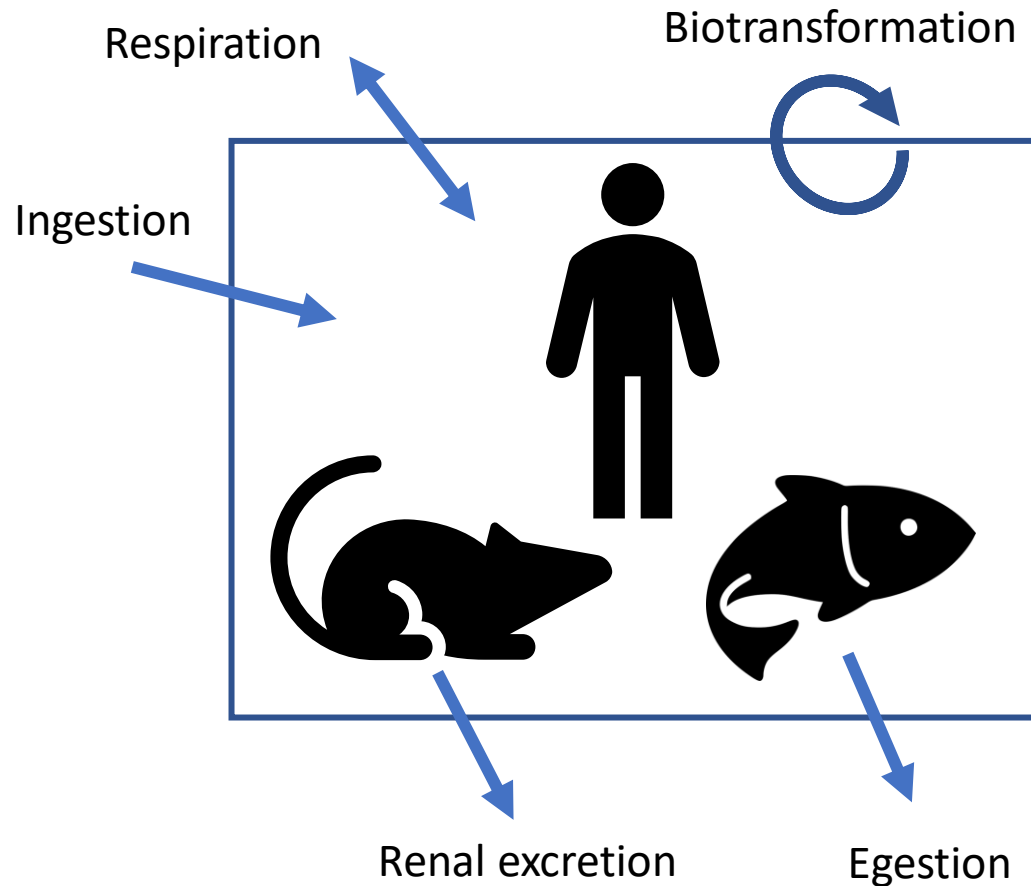 Biotransformation
Respiration
Ingestion
Renal excretion
Egestion